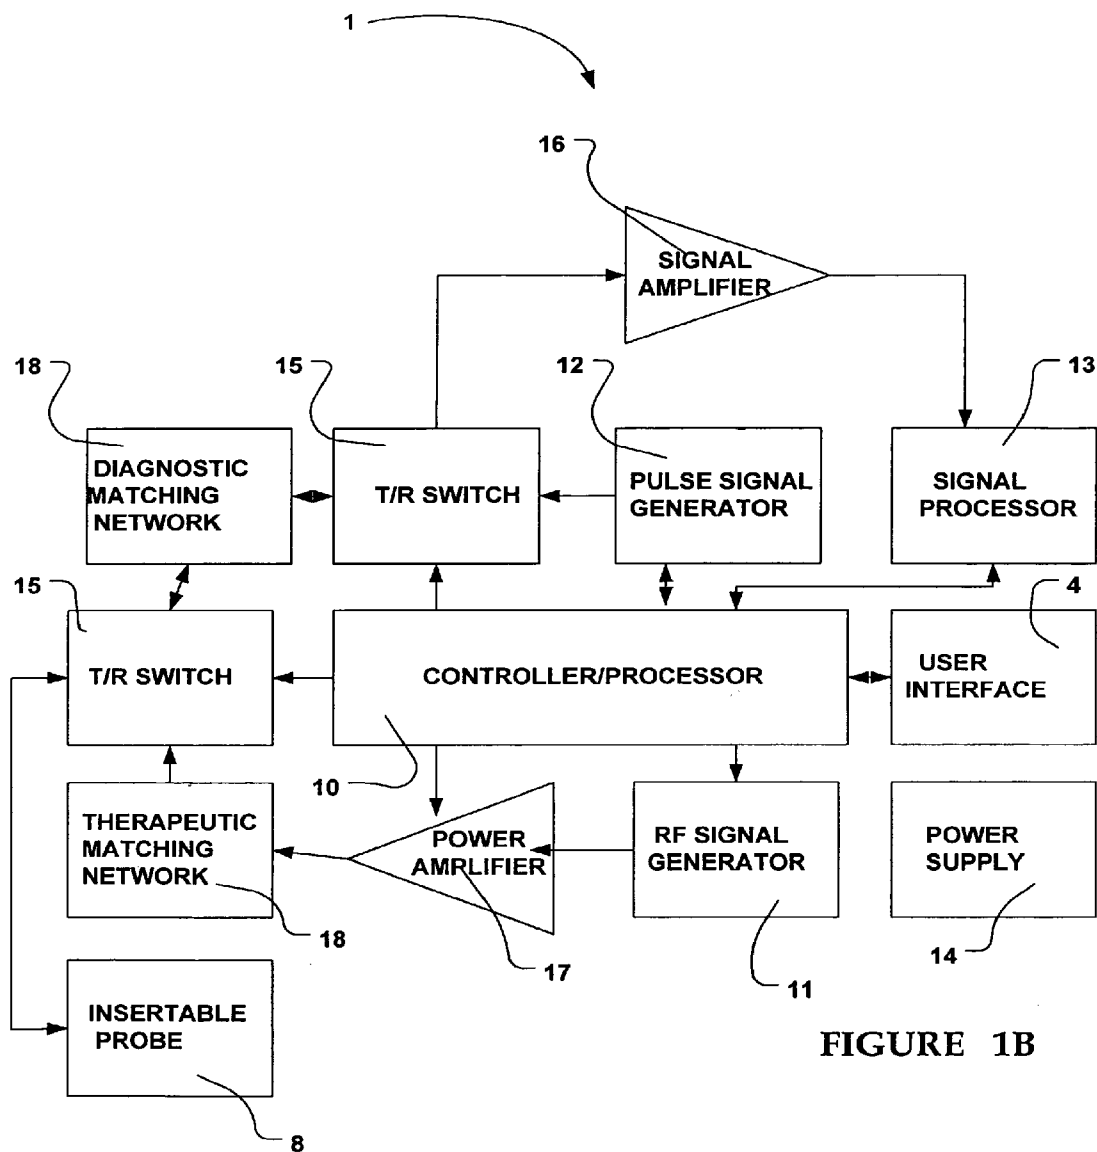 1
16
SIGNAL
AMPLIFIER
18
15
12
13
DIAGNOSTIC
MATCHING
NETWORK
T/R SWITCH
PULSE SIGNAL
GENERATOR
SIGNAL
PROCESSOR
15
4
T/R SWITCH
CONTROLLER/PROCESSOR
USER
INTERFACE
10
THERAPEUTIC
MATCHING
NETWORK
POWER
AMPLIFIER
RF SIGNAL
GENERATOR
POWER
SUPPLY
18
17
11
14
INSERTABLE
PROBE
8
FIGURE 1B